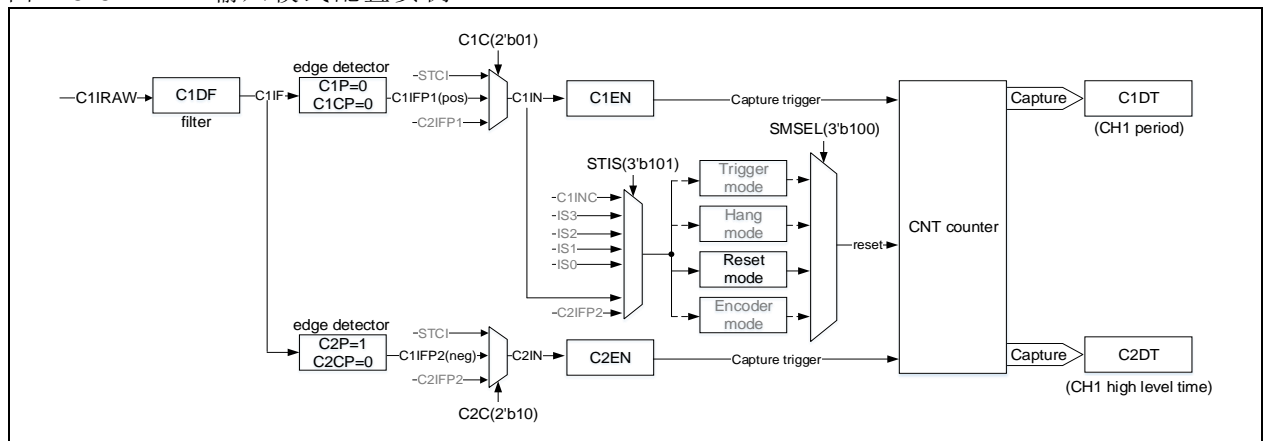 C1C(2'b01)
edge detector
C1P=0
C1CP=0
STCI
C1IRAW
C1DF
C1IF
C1IFP1(pos)
C1IN
C1EN
Capture trigger
Capture
C1DT
filter
C2IFP1
(CH1 period)
SMSEL(3'b100)
STIS(3'b101)
C1INC
IS3
IS2
IS1
IS0
C2IFP2
Trigger
mode
Hang
mode
Reset
mode
Encoder
mode
reset
CNT counter
edge detector
C2P=1
C2CP=0
STCI
C1IFP2(neg)
C2IFP2
C2IN
C2EN
Capture trigger
Capture
C2DT
(CH1 high level time)
C2C(2'b10)